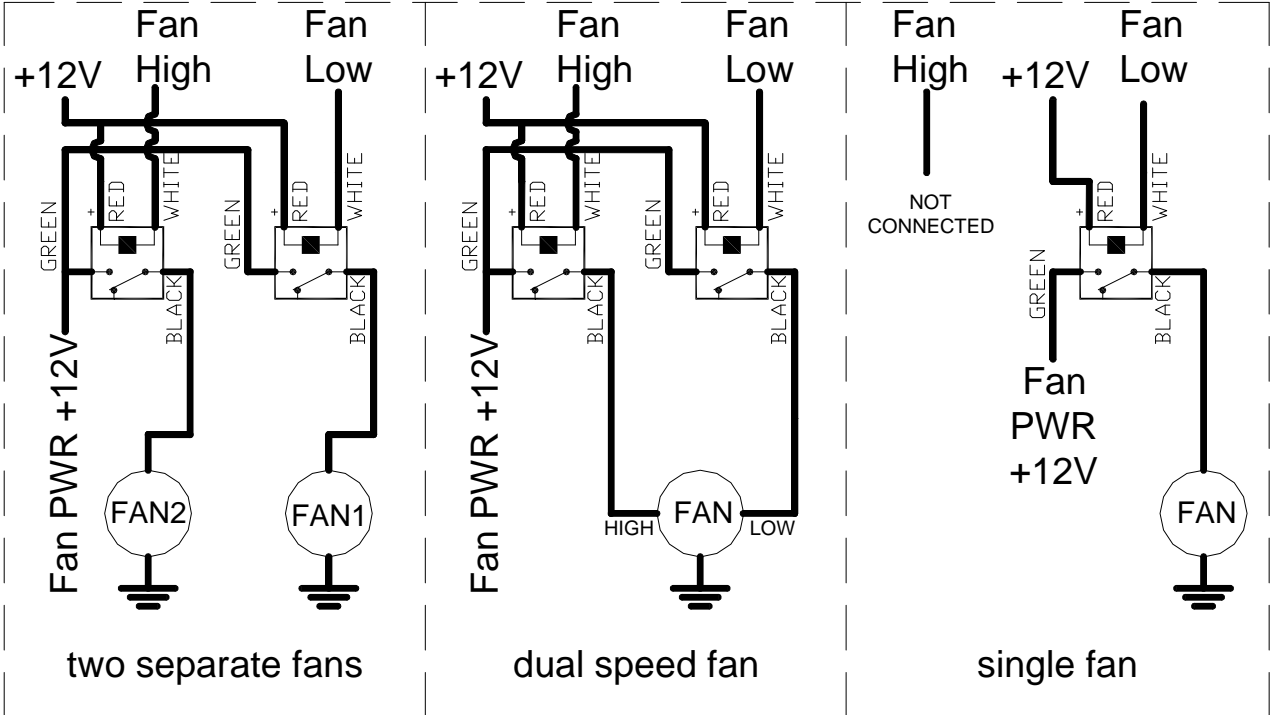 Fan High
Fan Low
+12V
GREEN
+
RED
WHITE
GREEN
+
RED
WHITE
BLACK
BLACK
Fan PWR +12V
FAN2
FAN1
two separate fans
Fan High
Fan Low
+12V
GREEN
+
RED
WHITE
GREEN
+
RED
WHITE
BLACK
BLACK
Fan PWR +12V
HIGH
FAN
LOW
dual speed fan
Fan
High
+12V
Fan
Low
NOT
CONNECTED
+
RED
WHITE
GREEN
BLACK
Fan
PWR
+12V
FAN
single fan